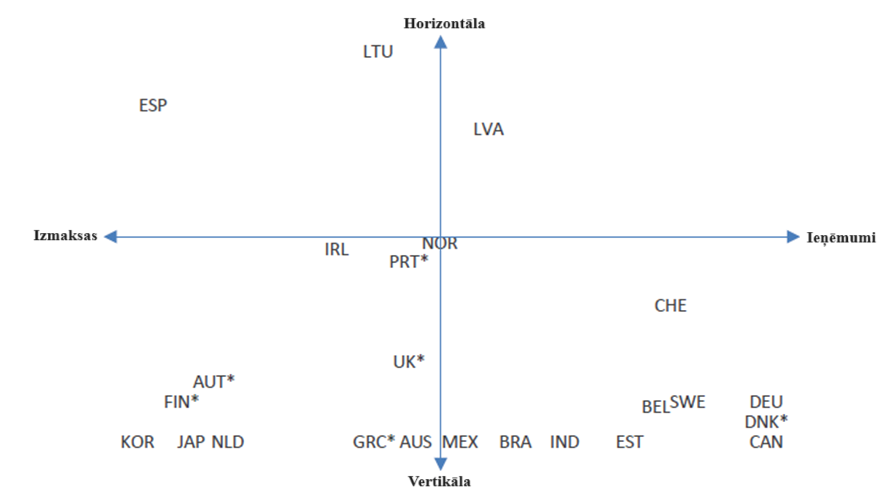 Horizontāla
LTU
ESP
LVA
Izmaksas
Ieņēmumi
NOR
IRL
PRT*
CHE
UK*
AUT*
FIN*
BEL SWE DEU
DNK*
KOR JAP NLD GRC* AUS MEX BRA IND EST CAN
Vertikāla